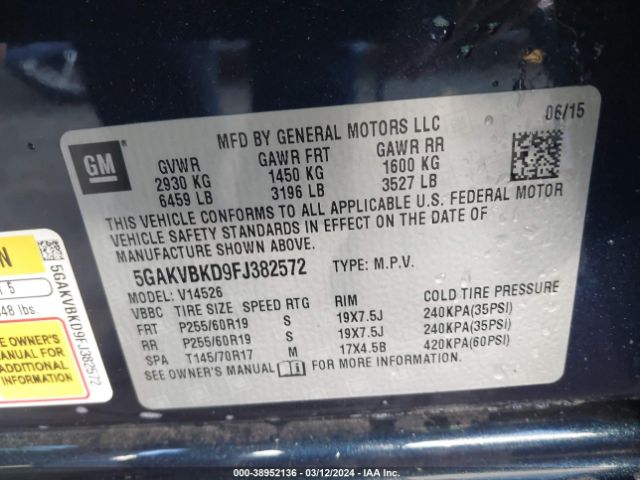 06/15
MFD BY GENERAL MOTORS LLC
GM
GVWR GAWR FRT GAWR RR
2930 KG 1450 KG 1600 KG
6459 LB 3196 LB 3527 LB
THIS VEHICLE CONFORMS TO ALL APPLICABLE U.S. FEDERAL MOTOR
VEHICLE SAFETY STANDARDS IN EFFECT ON THE DATE OF
MANUFACTURE SHOWN ABOVE.
5GAKVBKD9FJ382572 TYPE: M.P.V.
MODEL: V14526
VBBC TIRE SIZE SPEED RTG RIM COLD TIRE PRESSURE
FRT P255/60R19 S 19X7.5J 240KPA(35PSI)
RR P255/60R19 S 19X7.5J 240KPA(35PSI)
SPA T145/70R17 M 17X4.5B 420KPA(60PSI)
SEE OWNER'S MANUAL FOR MORE INFORMATION.
N
5
48 lbs.
E OWNER'S
ANUAL FOR
ADDITIONAL
ORMATION
5GAKVBKD9FJ382572
000-38952136 - 03/12/2024 - IAA Inc.